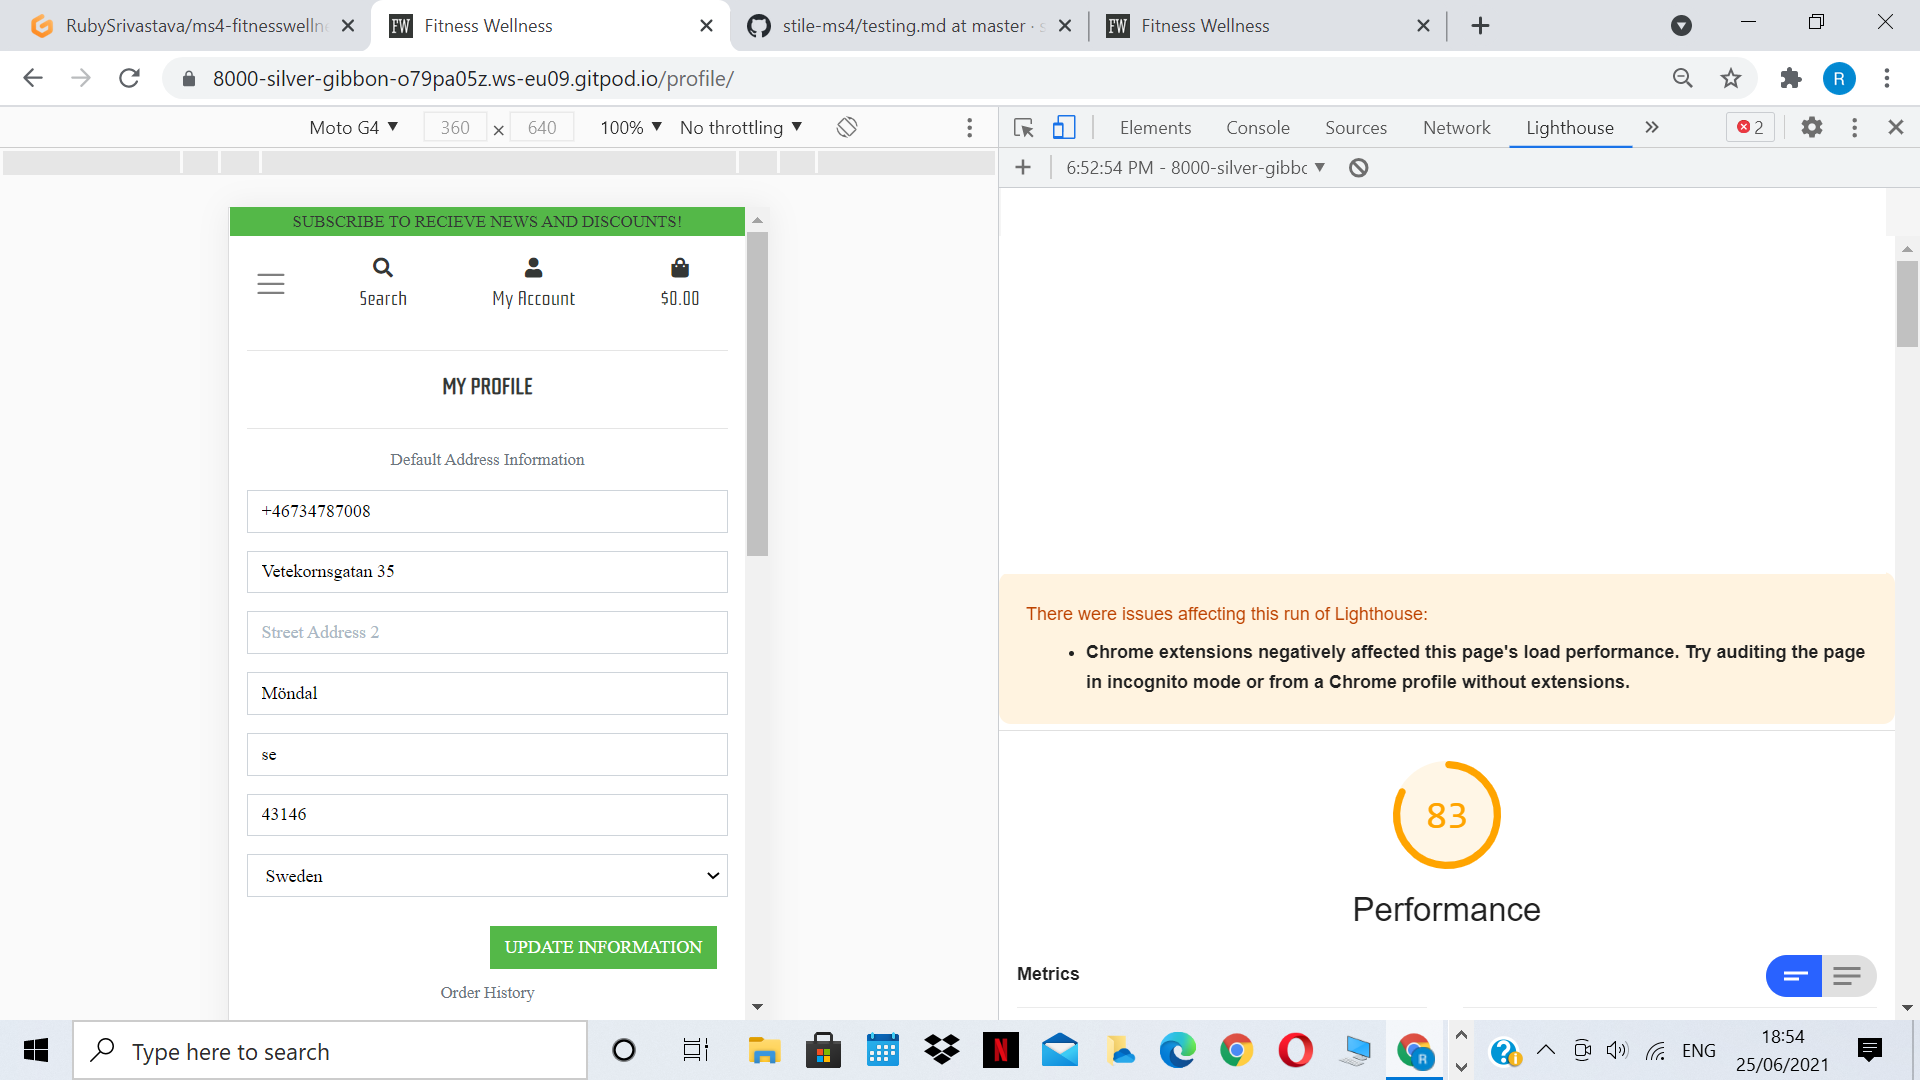 RubySrivastava/ms4-fitnesswellne
FW Fitness Wellness
stile-ms4/testing.md at master · s
FW Fitness Wellness
8000-silver-gibbon-o79pa05z.ws-eu09.gitpod.io/profile/
R
Moto G4 360 × 640 100% No throttling
Elements Console Sources Network Lighthouse » 2
6:52:54 PM - 8000-silver-gibbc
SUBSCRIBE TO RECIEVE NEWS AND DISCOUNTS!
Search My Account $0.00
MY PROFILE
Default Address Information
+46734787008
Vetekornsgatan 35
Street Address 2
Möndal
se
43146
Sweden
UPDATE INFORMATION
Order History
There were issues affecting this run of Lighthouse:
• Chrome extensions negatively affected this page's load performance. Try auditing the page
in incognito mode or from a Chrome profile without extensions.
83
Performance
Metrics
Type here to search
N
R
ENG
18:54
25/06/2021